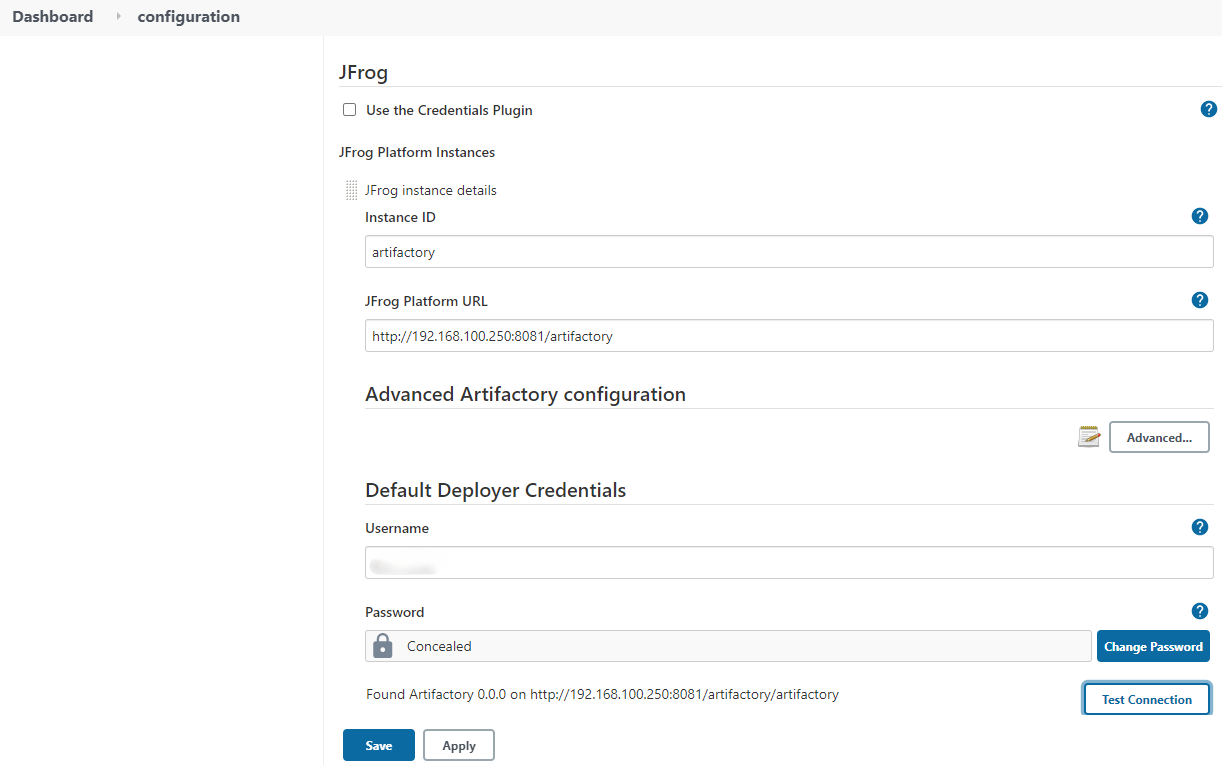 Dashboard configuration
JFrog
Use the Credentials Plugin
JFrog Platform Instances
JFrog instance details
Instance ID
artifactory
JFrog Platform URL
http://192.168.100.250:8081/artifactory
Advanced Artifactory configuration
Advanced...
Default Deployer Credentials
Username
Password
Concealed
Change Password
Found Artifactory 0.0.0 on http://192.168.100.250:8081/artifactory/artifactory
Test Connection
Save Apply